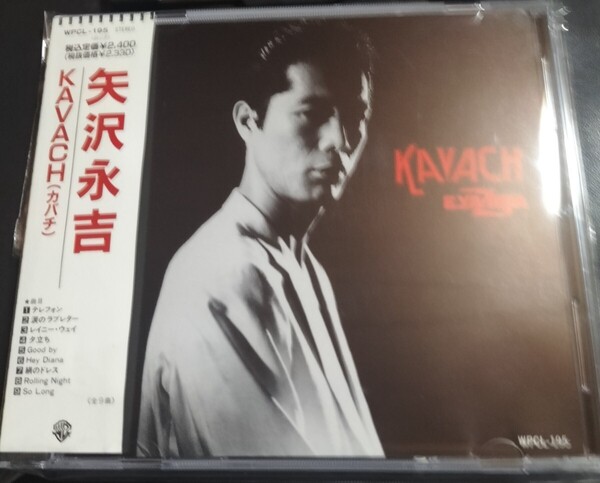 WPCL-195
税込定価¥2,400
(税抜価格¥2,330)
矢沢永吉
KAVACH(カバチ)
★曲目
1 テレフォン
2 涙のラブレター
3 レイニー・ウェイ
4 夕立ち
5 Good by
6 Hey Diana
7 絹のドレス
8 Rolling Night
9 So Long
KAVACH
E.YAZAWA
WPCL-195